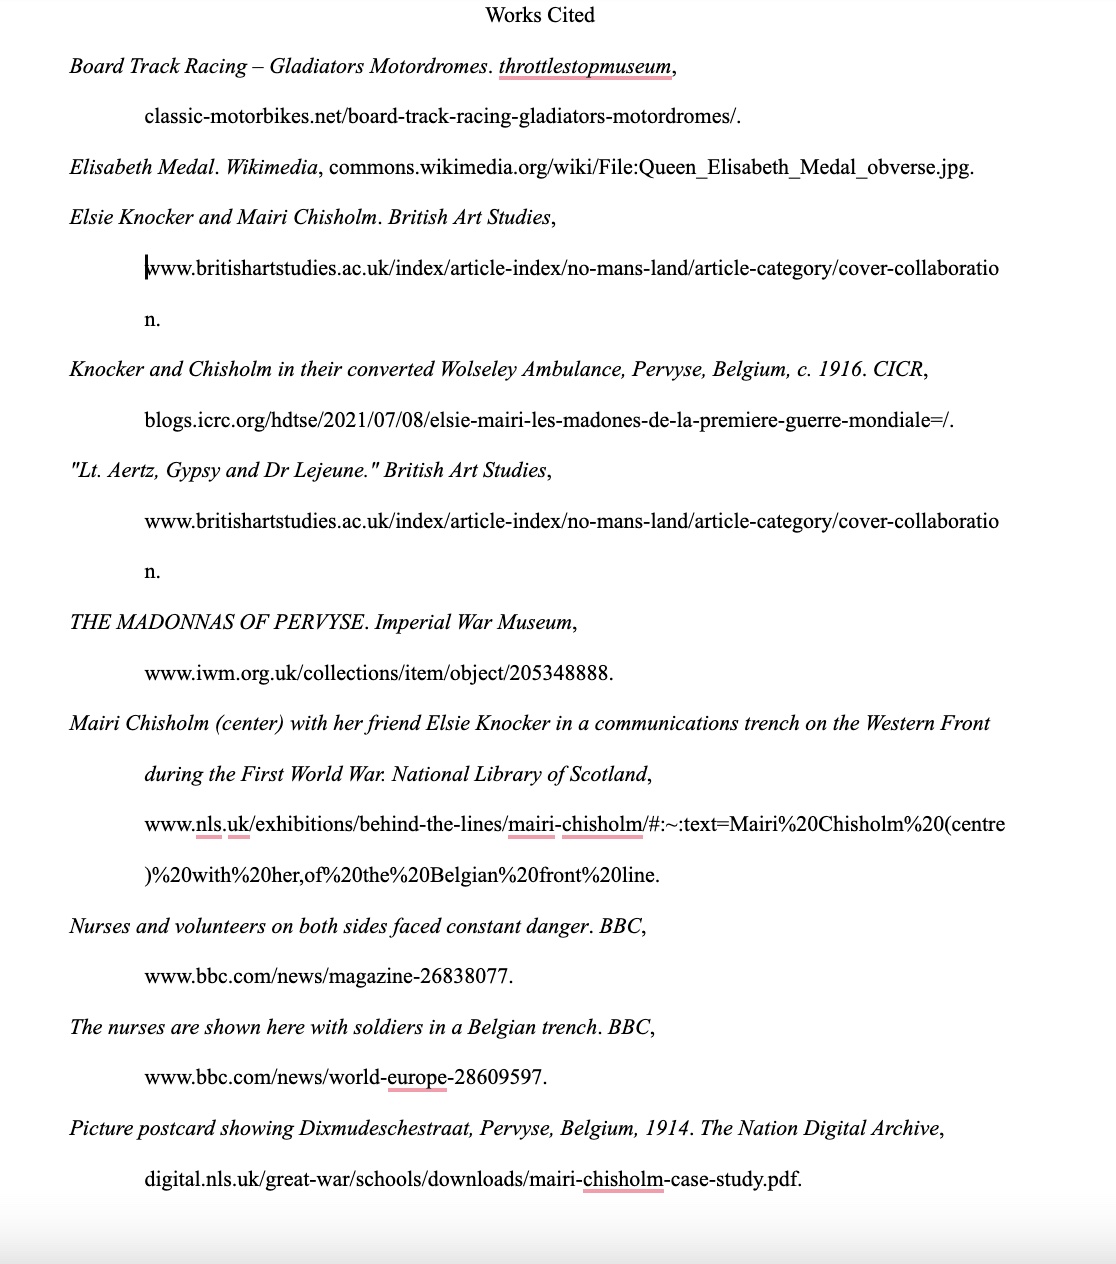 Works Cited
Board Track Racing – Gladiators Motordromes. throttlestopmuseum,
classic-motorbikes.net/board-track-racing-gladiators-motordromes/.
Elisabeth Medal. Wikimedia, commons.wikimedia.org/wiki/File:Queen_Elisabeth_Medal_obverse.jpg.
Elsie Knocker and Mairi Chisholm. British Art Studies,
www.britishartstudies.ac.uk/index/article-index/no-mans-land/article-category/cover-collaboratio
n.
Knocker and Chisholm in their converted Wolseley Ambulance, Pervyse, Belgium, c. 1916. CICR,
blogs.icrc.org/hdtse/2021/07/08/elsie-mairi-les-madones-de-la-premiere-guerre-mondiale=/.
"Lt. Aertz, Gypsy and Dr Lejeune." British Art Studies,
www.britishartstudies.ac.uk/index/article-index/no-mans-land/article-category/cover-collaboratio
n.
THE MADONNAS OF PERVYSE. Imperial War Museum,
www.iwm.org.uk/collections/item/object/205348888.
Mairi Chisholm (center) with her friend Elsie Knocker in a communications trench on the Western Front
during the First World War. National Library of Scotland,
www.nls.uk/exhibitions/behind-the-lines/mairi-chisholm/#:~:text=Mairi%20Chisholm%20(centre
)%20with%20her,of%20the%20Belgian%20front%20line.
Nurses and volunteers on both sides faced constant danger. BBC,
www.bbc.com/news/magazine-26838077.
The nurses are shown here with soldiers in a Belgian trench. BBC,
www.bbc.com/news/world-europe-28609597.
Picture postcard showing Dixmudeschestraat, Pervyse, Belgium, 1914. The Nation Digital Archive,
digital.nls.uk/great-war/schools/downloads/mairi-chisholm-case-study.pdf.